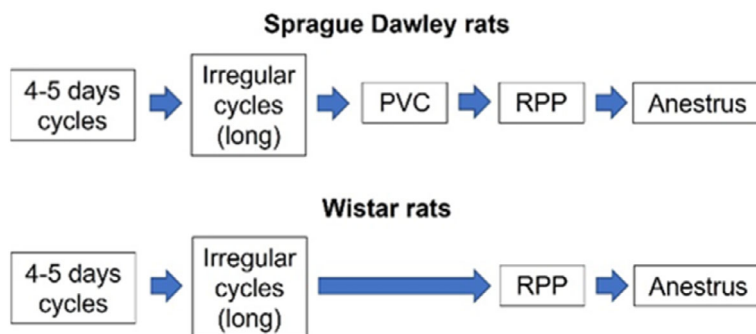 Sprague Dawley rats
4-5 days
cycles
Irregular
cycles
(long)
PVC
RPP
Anestrus
Wistar rats
4-5 days
cycles
Irregular
cycles
(long)
RPP
Anestrus